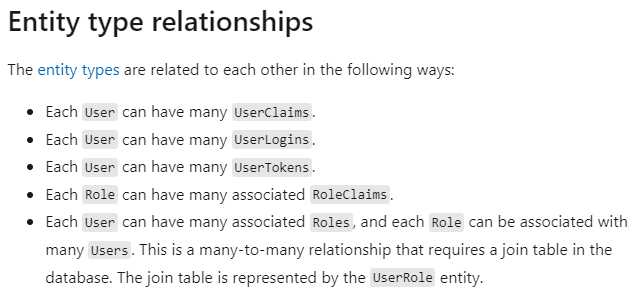 Entity type relationships
The entity types are related to each other in the following ways:
• Each User can have many UserClaims.
• Each User can have many UserLogins.
• Each User can have many UserTokens.
• Each Role can have many associated RoleClaims.
• Each User can have many associated Roles, and each Role can be associated with
many Users. This is a many-to-many relationship that requires a join table in the
database. The join table is represented by the UserRole entity.